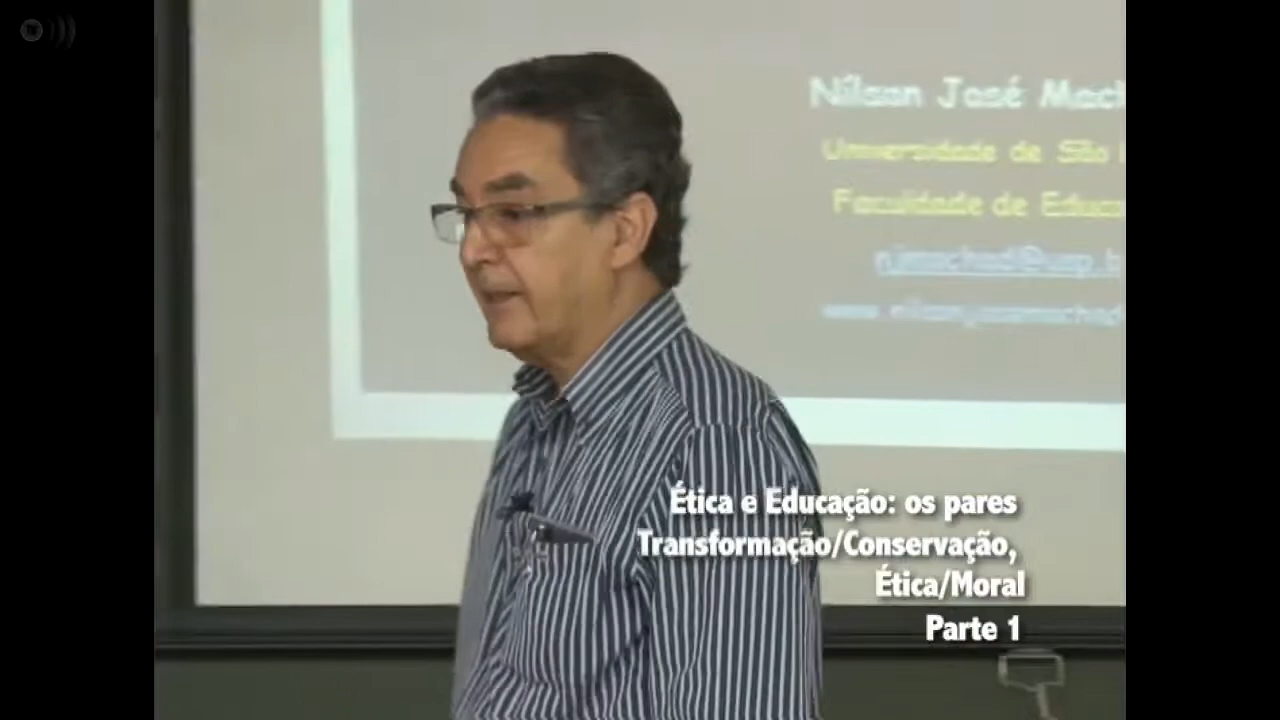 Nílson José Mach
Universidade de São
Faculdade de Educa
Ética e Educação: os pares
Transformação/Conservação,
Ética/Moral
Parte 1